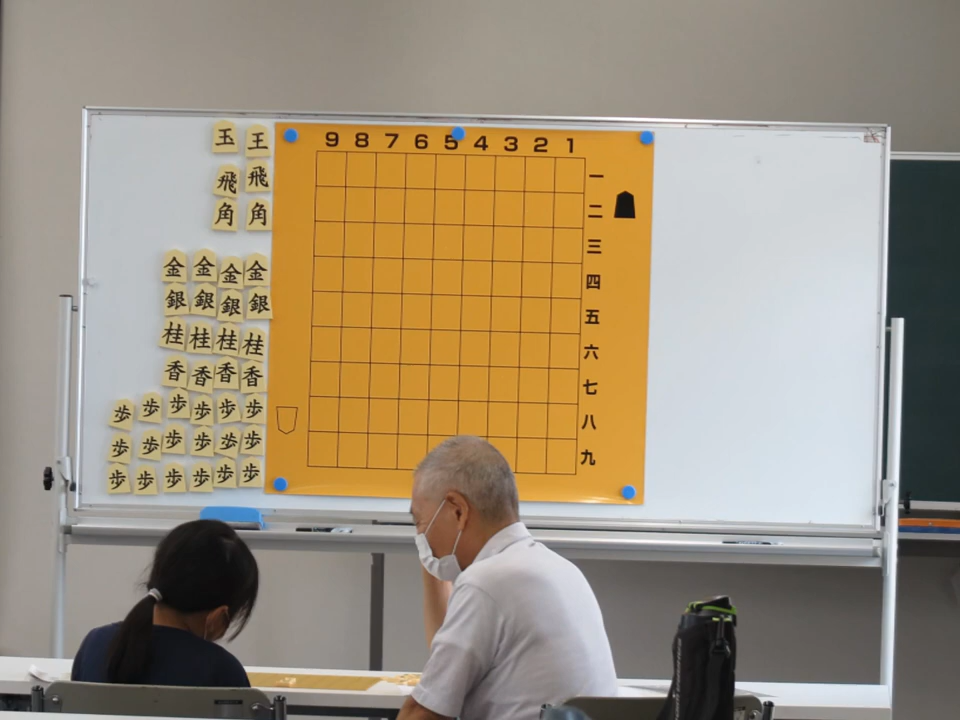 玉 王
飛 飛
角 角
金 金 金 金
銀 銀 銀 銀
桂 桂 桂 桂
香 香 香 香
歩 歩 歩 歩 歩 歩
歩 歩 歩 歩 歩 歩
歩 歩 歩 歩 歩 歩
9 8 7 6 5 4 3 2 1
一
二
三
四
五
六
七
八
九